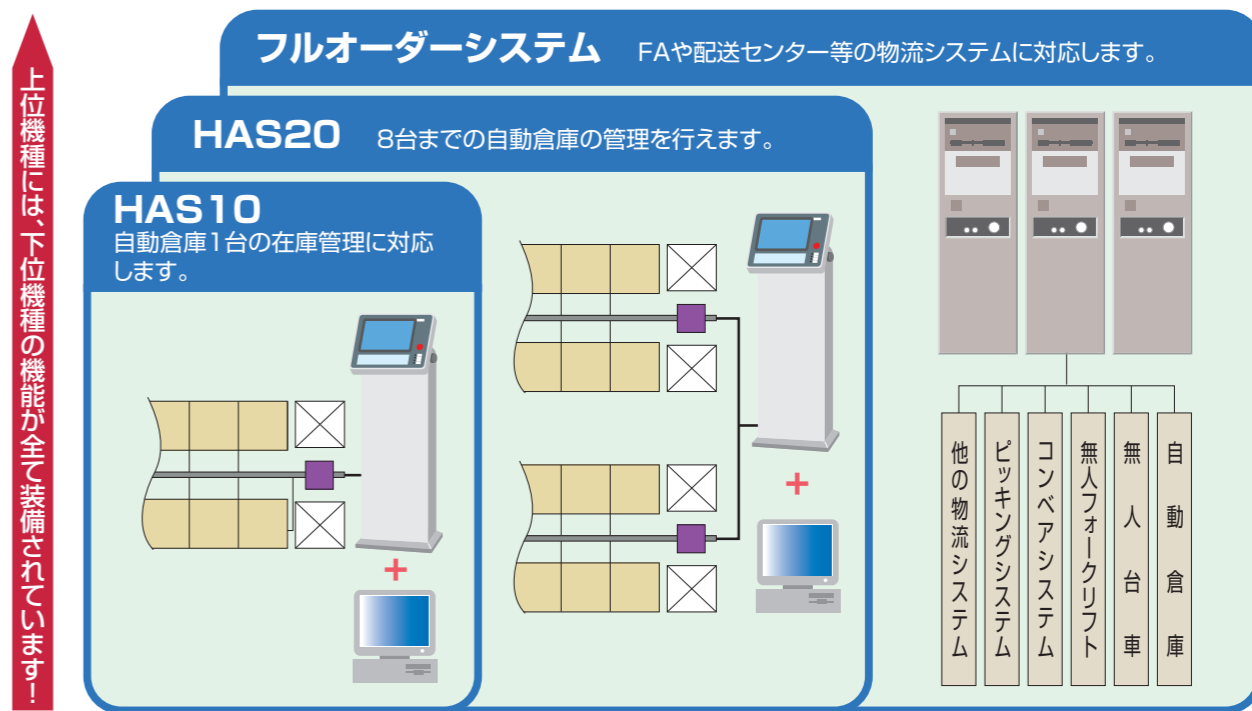 上位機種には、下位機種の機能が全て装備されています！
フルオーダーシステム FAや配送センター等の物流システムに対応します。
HAS20 8台までの自動倉庫の管理を行えます。
HAS10
自動倉庫1台の在庫管理に対応
します。
+
+
他の物流システム
ピッキングシステム
コンベアシステム
無人フォークリフト
無人台車
自動倉庫